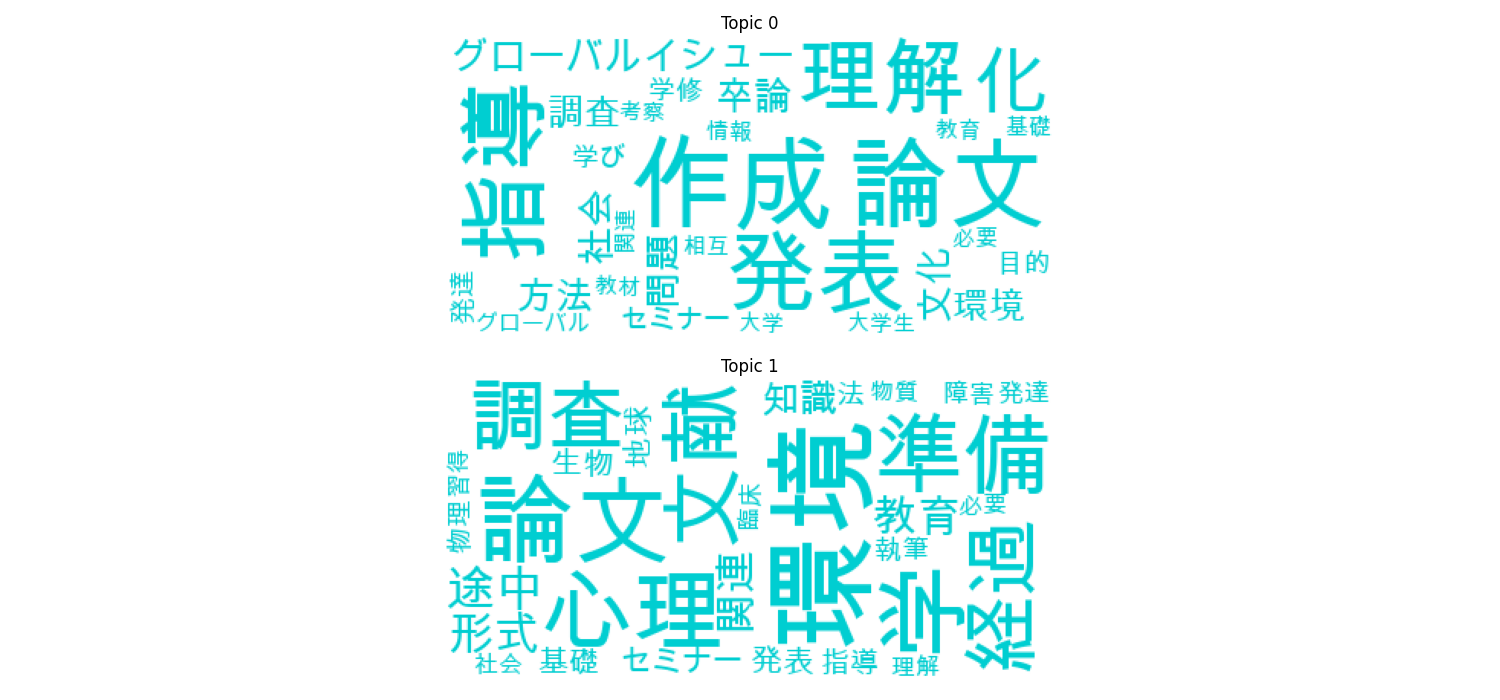 Topic 0
グローバルイシュー
理解
化
指導
調査
考察
学修
卒論
情報
教育
基礎
学び
作成
論文
社会
関連
問題
相互
発表
必要
文化
目的
環境
発達
方法
教材
グローバル
セミナー
大学
大学生
Topic 1
調査
地球
文献
知識
法
物質
障害
発達
生物
環境
準備
習得
物理
論文
臨床
教育
必要
執筆
経過
途中
形式
心理
関連
学
社会
基礎
セミナー
発表
指導
理解